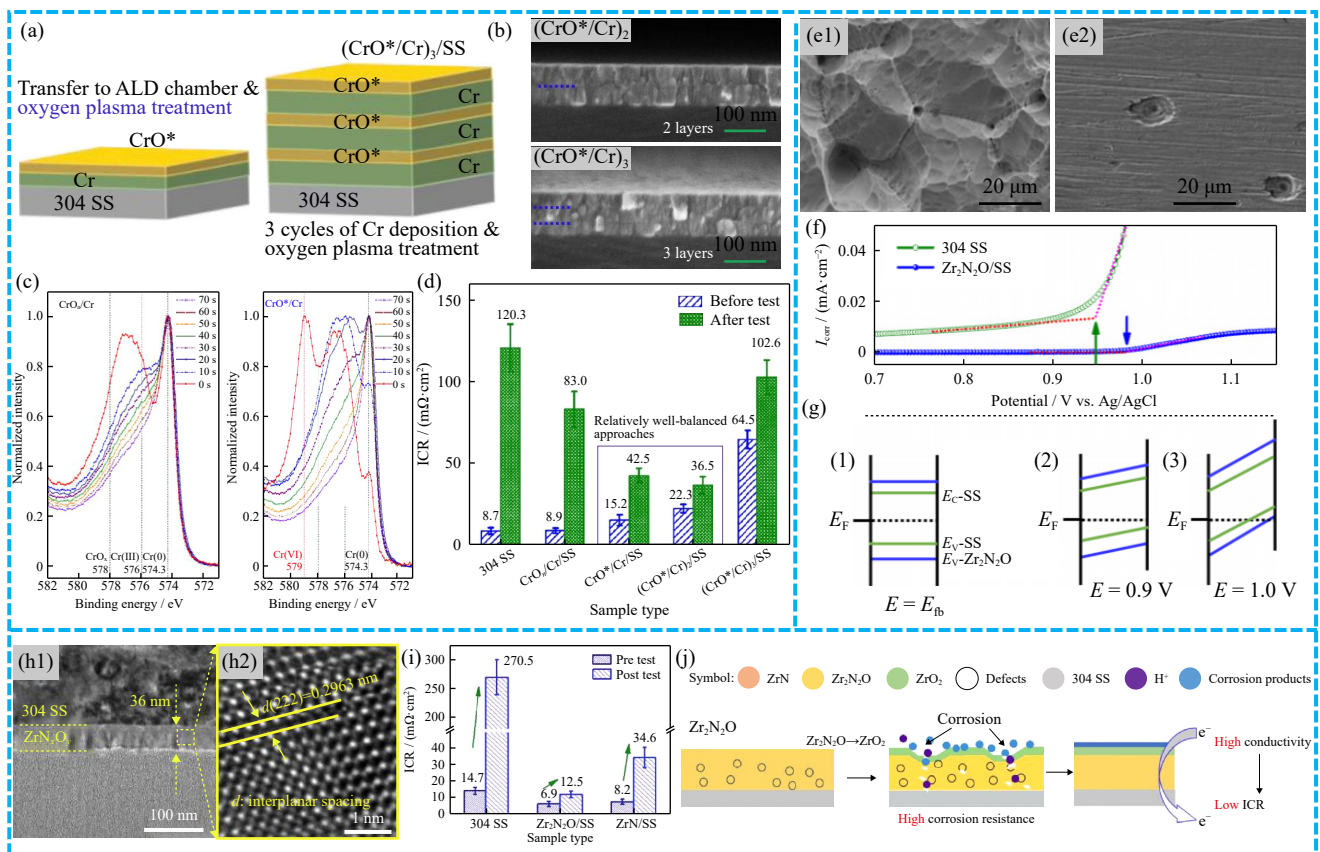 (a)
(CrO*/Cr)₃/SS
Transfer to ALD chamber &
oxygen plasma treatment
CrO*
Cr
304 SS
CrO*
Cr
CrO*
Cr
CrO*
Cr
304 SS
3 cycles of Cr deposition &
oxygen plasma treatment
(b)
(CrO*/Cr)₂
100 nm
2 layers
(CrO*/Cr)₃
100 nm
3 layers
(c)
CrOₓ/Cr
70 s
60 s
50 s
40 s
30 s
20 s
10 s
0 s
Normalized intensity
1.0
0.8
0.6
0.4
0.2
0
CrOₓ Cr(III) Cr(0)
578 576 574.3
582 580 578 576 574 572
Binding energy / eV
CrO*/Cr
70 s
60 s
50 s
40 s
30 s
20 s
10 s
0 s
Normalized intensity
1.0
0.8
0.6
0.4
0.2
0
Cr(VI) Cr(0)
579 574.3
582 580 578 576 574 572
Binding energy / eV
(d)
Before test
After test
ICR / (mΩ·cm²)
150
100
50
0
120.3
8.7
83.0
8.9
Relatively well-balanced
approaches
42.5
15.2
36.5
22.3
102.6
64.5
304 SS
CrOₓ/Cr/SS
CrO*/Cr/SS
(CrO*/Cr)₂/SS
(CrO*/Cr)₃/SS
Sample type
(e1)
20 μm
(e2)
20 μm
(f)
304 SS
Zr₂N₂O/SS
I_corr / (mA·cm⁻²)
0.04
0.02
0
0.7 0.8 0.9 1.0 1.1
Potential / V vs. Ag/AgCl
(g)
(1) (2) (3)
E_C-SS
E_F
E_V-SS
E_V-Zr₂N₂O
E = E_fb
E_F
E = 0.9 V
E_F
E = 1.0 V
(h1)
36 nm
304 SS
100 nm
(h2)
d(222)=0.2963 nm
d: interplanar spacing
1 nm
(i)
Pre test
Post test
ICR / (mΩ·cm²)
300
250
200
150
100
40
30
20
10
0
270.5
14.7
12.5
6.9
34.6
8.2
304 SS Zr₂N₂O/SS ZrN/SS
Sample type
(j)
Symbol: ZrN Zr₂N₂O ZrO₂ Defects 304 SS H⁺ Corrosion products
Zr₂N₂O
Zr₂N₂O→ZrO₂
Corrosion
High corrosion resistance
e⁻
High conductivity
Low ICR
e⁻